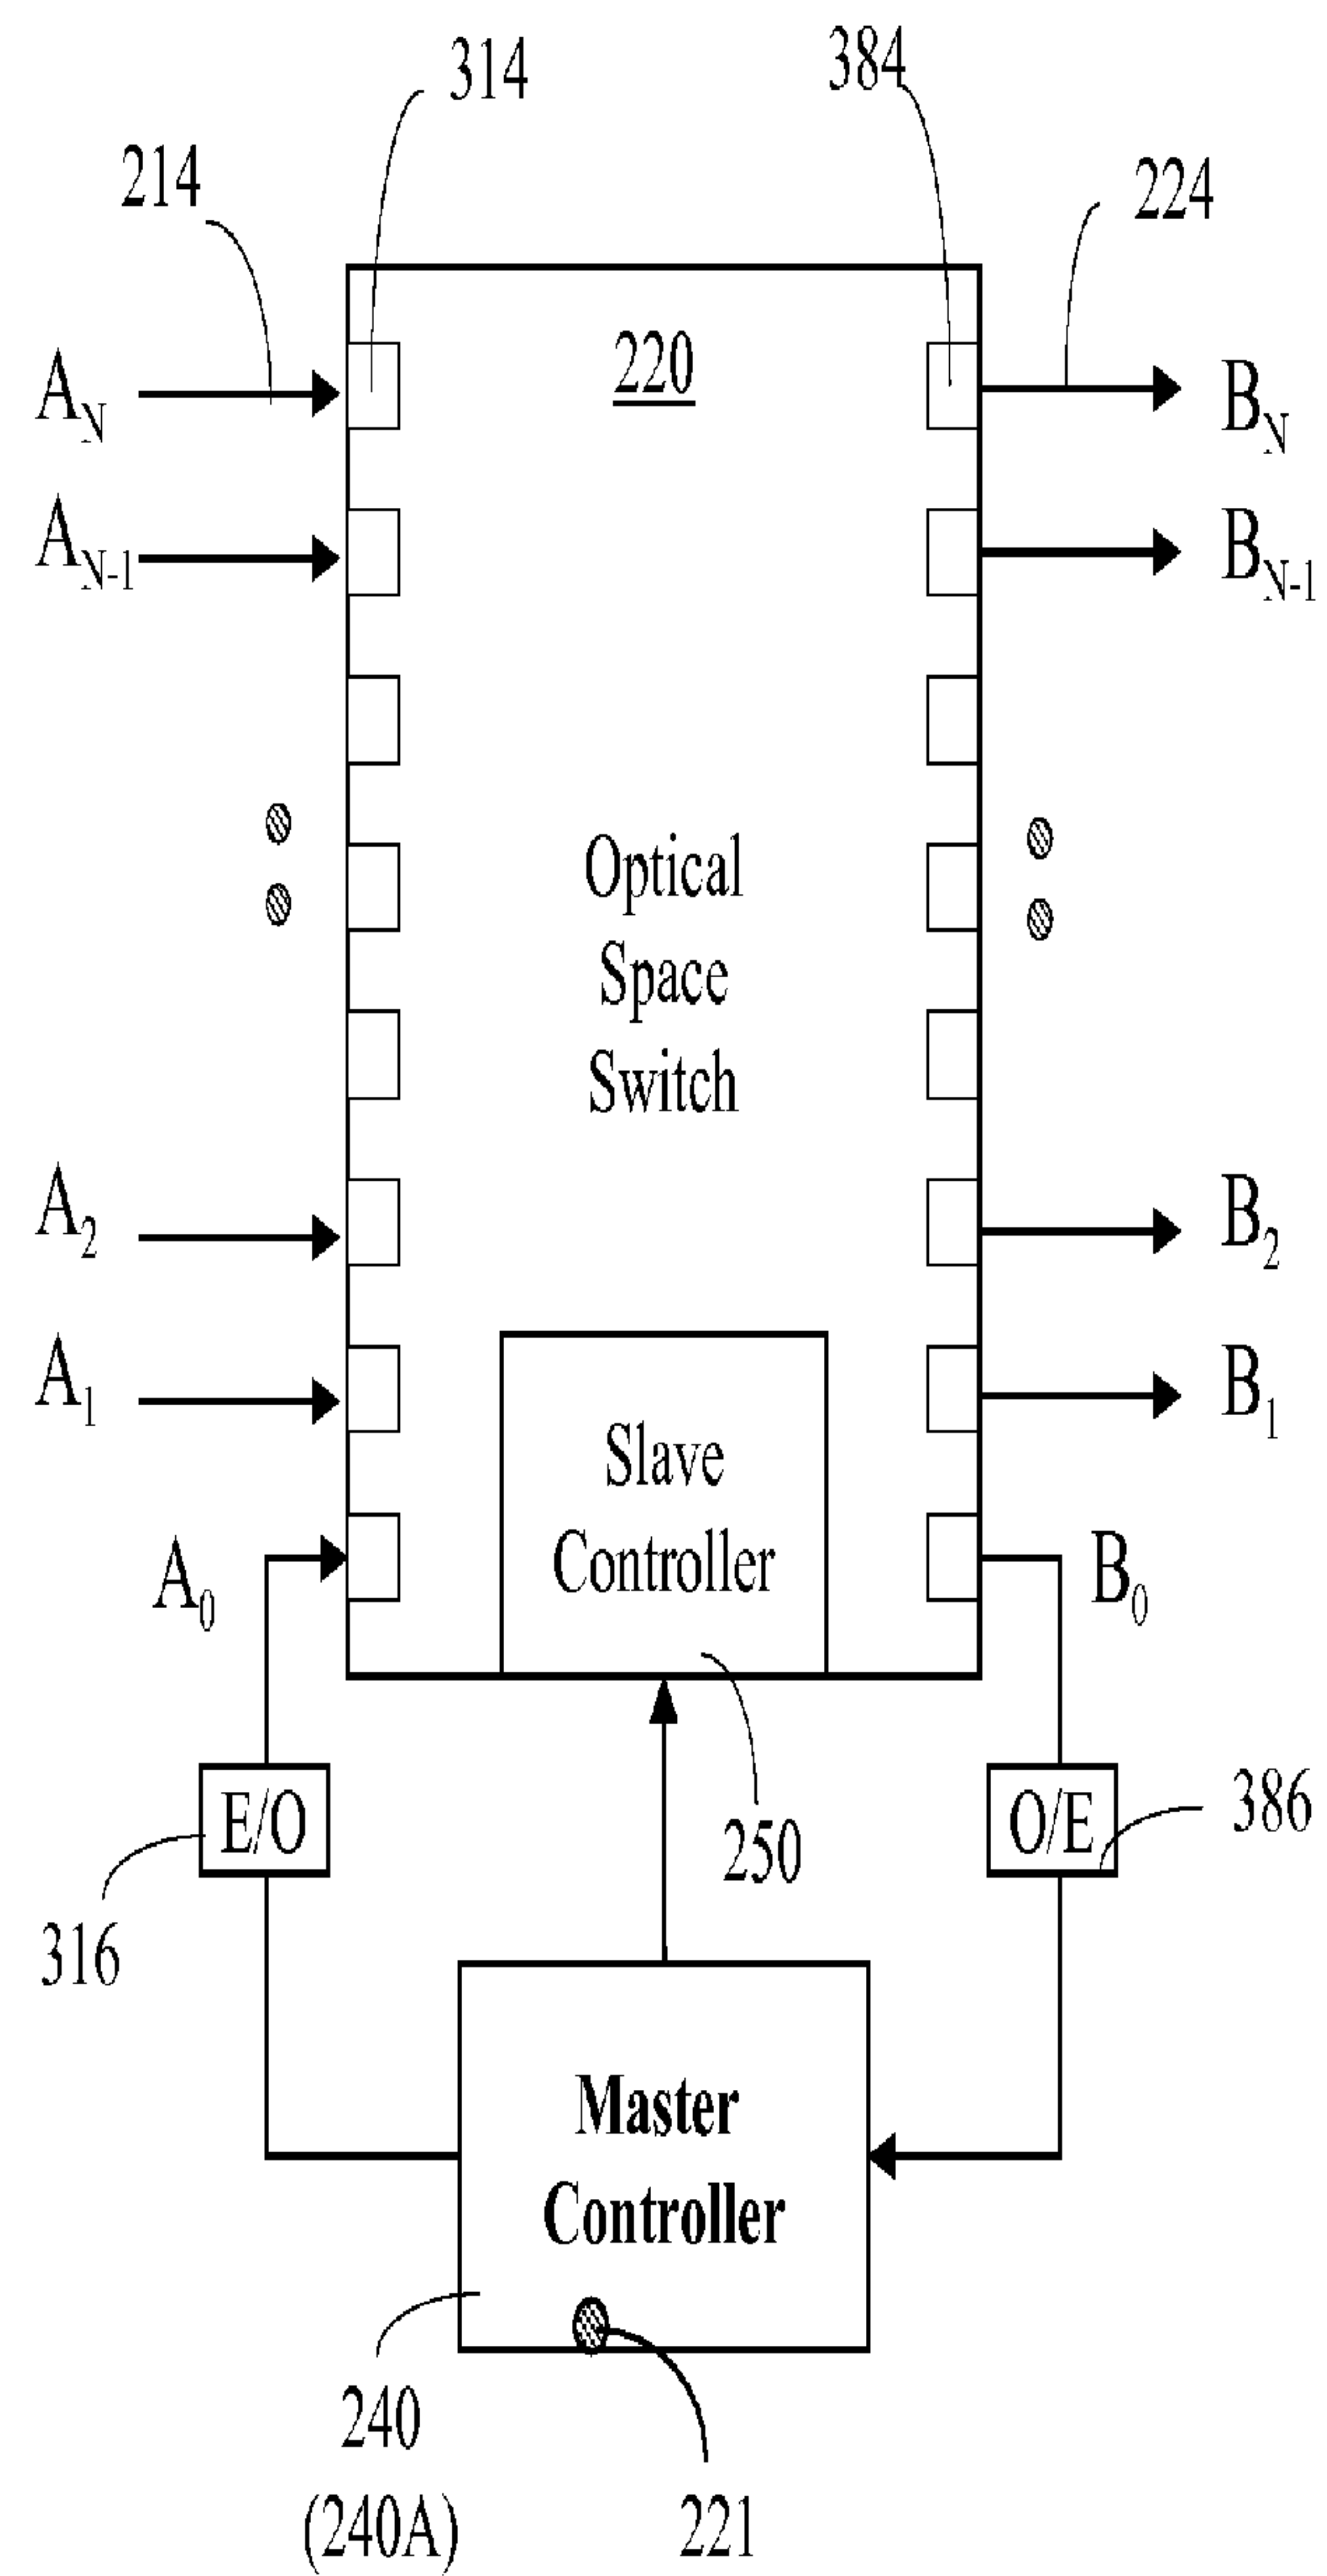 314
384
214
224
220
A_N
B_N
A_N-1
B_N-1
Optical
Space
Switch
A_2
B_2
A_1
B_1
Slave
Controller
A_0
B_0
E/O
O/E
386
250
316
Master
Controller
240
(240A)
221